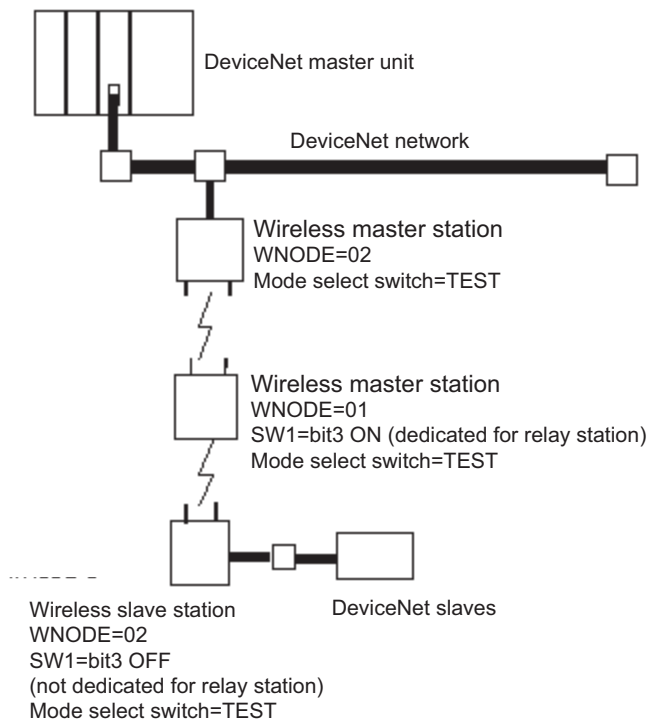 DeviceNet master unit
DeviceNet network
Wireless master station
WNODE=02
Mode select switch=TEST
Wireless master station
WNODE=01
SW1=bit3 ON (dedicated for relay station)
Mode select switch=TEST
Wireless slave station
WNODE=02
SW1=bit3 OFF
(not dedicated for relay station)
Mode select switch=TEST
DeviceNet slaves